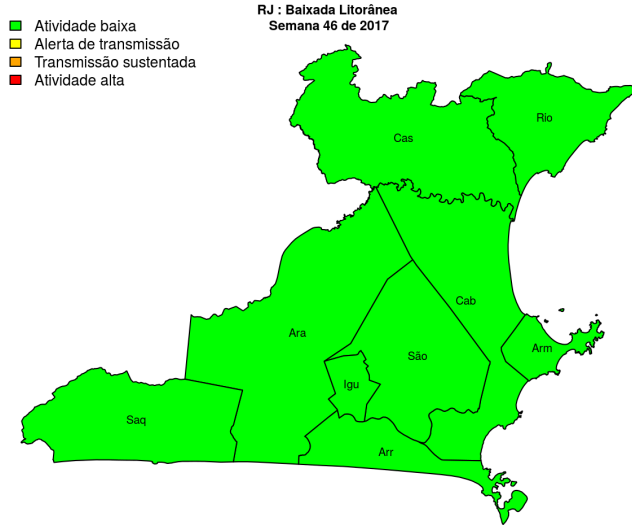 RJ : Baixada Litorânea
Semana 46 de 2017
Atividade baixa
Alerta de transmissão
Transmissão sustentada
Atividade alta
Rio
Cas
Cab
Ara
Arm
São
Igu
Saq
Arr